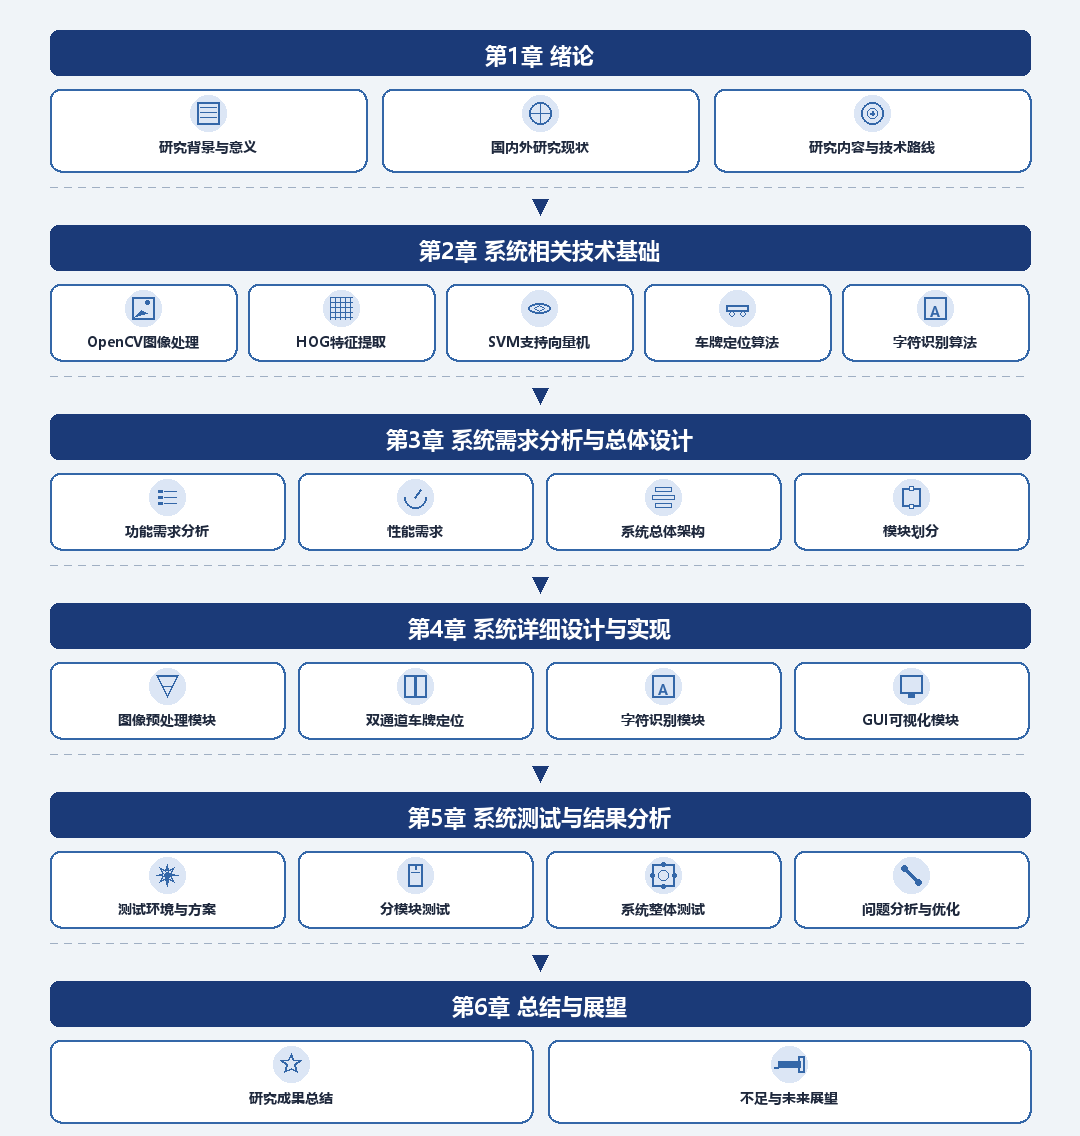 第1章 绪论
研究背景与意义
国内外研究现状
研究内容与技术路线
第2章 系统相关技术基础
OpenCV图像处理
HOG特征提取
SVM支持向量机
车牌定位算法
A
字符识别算法
第3章 系统需求分析与总体设计
功能需求分析
性能需求
系统总体架构
模块划分
第4章 系统详细设计与实现
图像预处理模块
双通道车牌定位
A
字符识别模块
GUI可视化模块
第5章 系统测试与结果分析
测试环境与方案
分模块测试
系统整体测试
问题分析与优化
第6章 总结与展望
研究成果总结
不足与未来展望